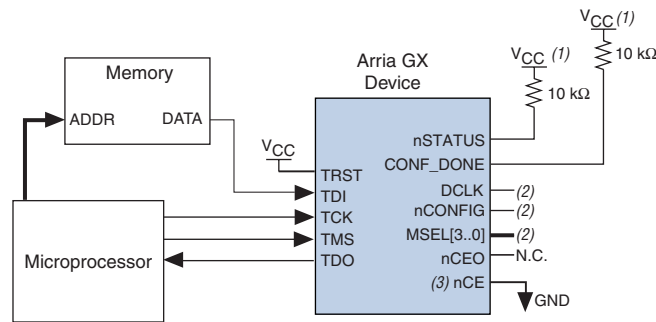 V_CC (1)
10 kΩ
V_CC (1)
10 kΩ
Arria GX
Device
Memory
ADDR
DATA
V_CC
TRST
TDI
TCK
TMS
TDO
Microprocessor
nSTATUS
CONF_DONE
DCLK (2)
nCONFIG (2)
MSEL[3..0] (2)
nCEO N.C.
(3) nCE
GND